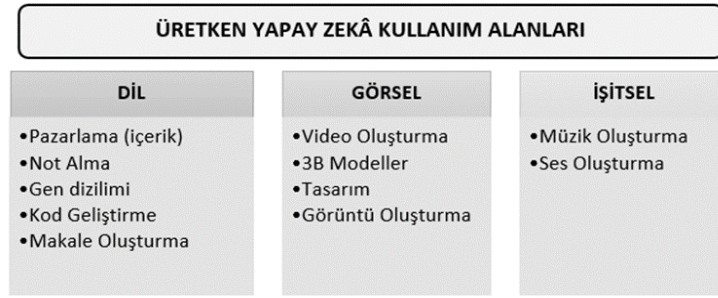 ÜRETKEN YAPAY ZEKÂ KULLANIM ALANLARI
DİL
•Pazarlama (içerik)
•Not Alma
•Gen dizilimi
•Kod Geliştirme
•Makale Oluşturma
GÖRSEL
•Video Oluşturma
•3B Modeller
•Tasarım
•Görüntü Oluşturma
İŞİTSEL
•Müzik Oluşturma
•Ses Oluşturma